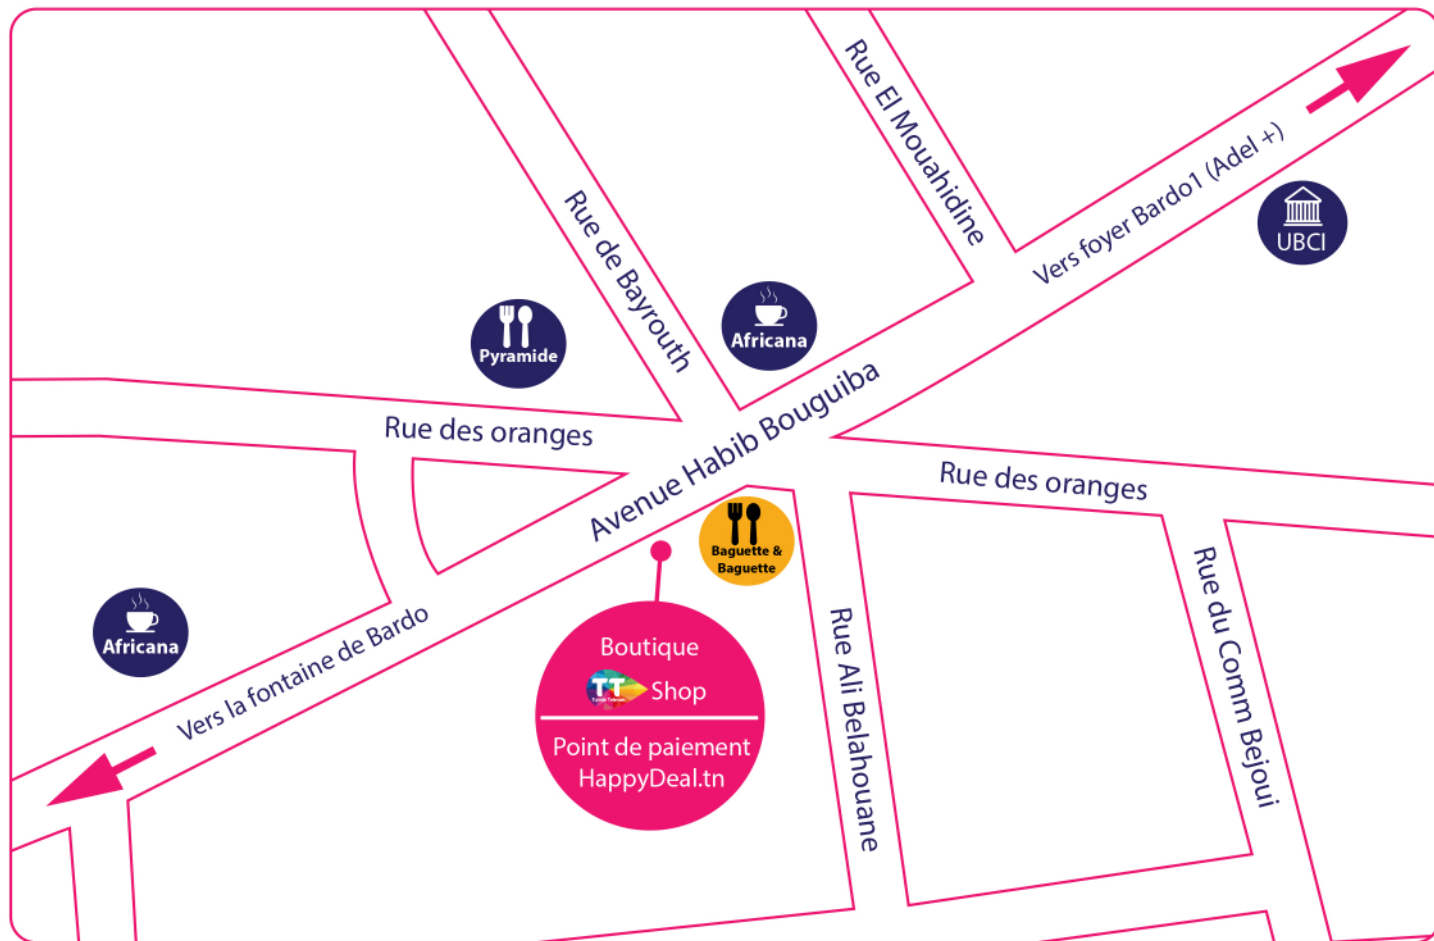 Rue El Mouahidine
Vers foyer Bardo1 (Adel +)
UBCI
Rue de Bayrouth
Africana
Pyramide
Avenue Habib Bouguiba
Rue des oranges
Rue des oranges
Baguette &
Baguette
Africana
Vers la fontaine de Bardo
Boutique
TT Shop
Point de paiement
HappyDeal.tn
Rue Ali Belahouane
Rue du Comm Bejoui